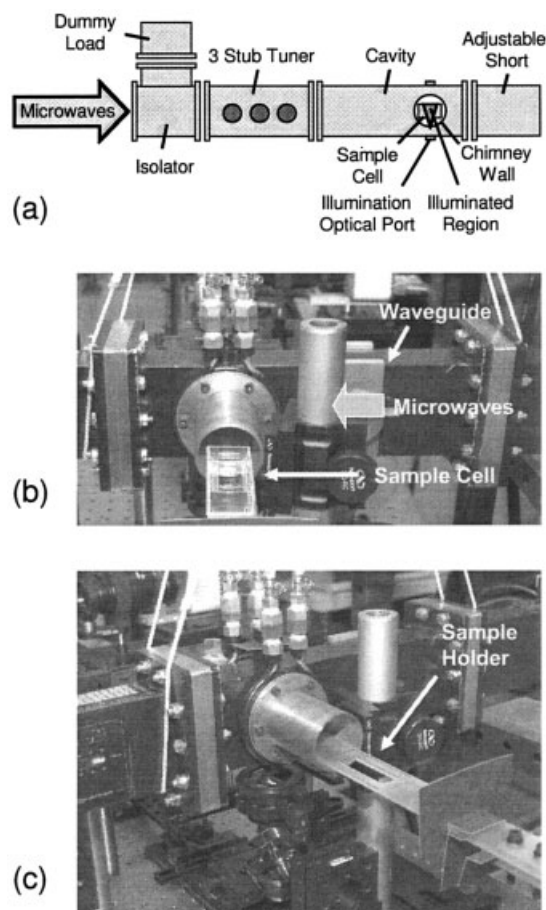 Dummy
Load
3 Stub Tuner
Cavity
Adjustable
Short
Microwaves
Isolator
Sample
Cell
Chimney
Wall
Illumination
Optical Port
Illuminated
Region
(a)
Waveguide
Microwaves
Sample Cell
(b)
Sample
Holder
(c)